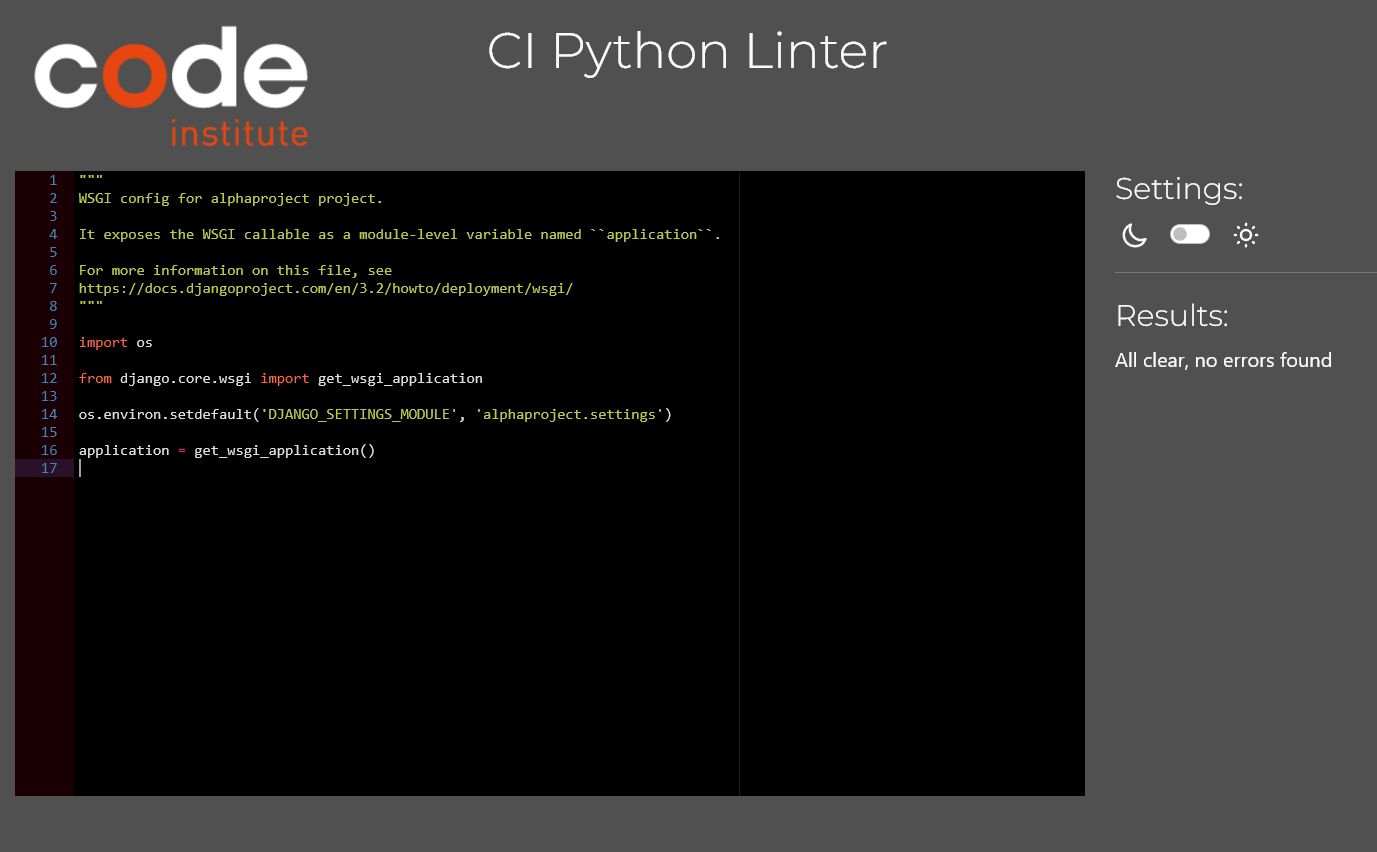 code
institute
CI Python Linter
1 """
2 WSGI config for alphaproject project.
3
4 It exposes the WSGI callable as a module-level variable named ``application``.
5
6 For more information on this file, see
7 https://docs.djangoproject.com/en/3.2/howto/deployment/wsgi/
8 """
9
10 import os
11
12 from django.core.wsgi import get_wsgi_application
13
14 os.environ.setdefault('DJANGO_SETTINGS_MODULE', 'alphaproject.settings')
15
16 application = get_wsgi_application()
17
Settings:
Results:
All clear, no errors found